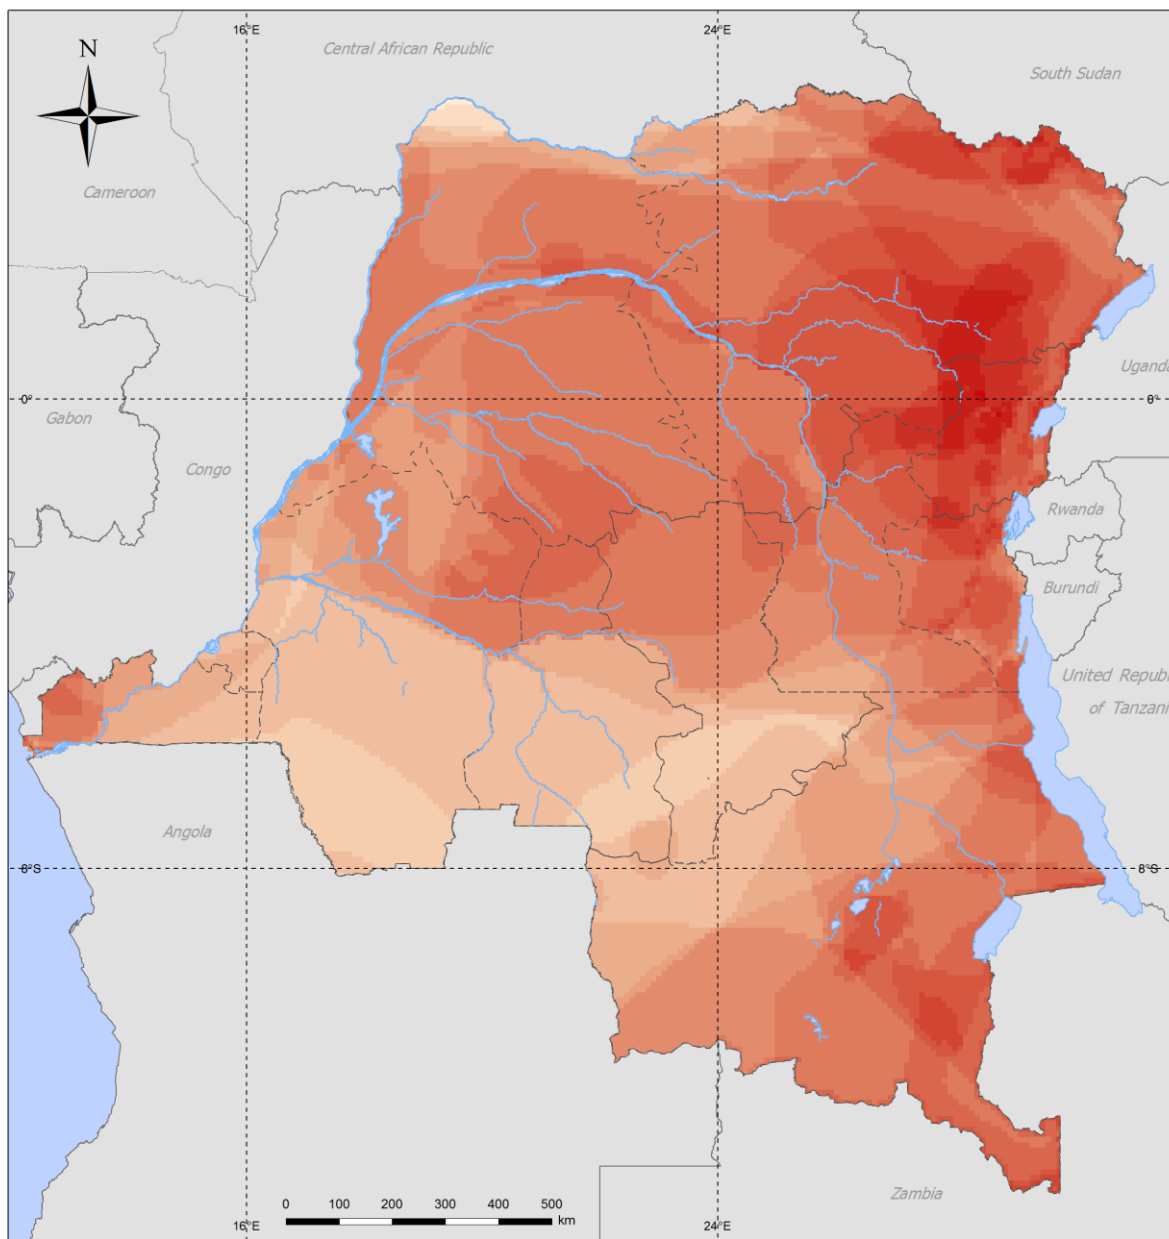 16°E
24°E
N
Central African Republic
South Sudan
Cameroon
Uganda
0°
0°
Gabon
Congo
Rwanda
Burundi
United Republ
of Tanzani
Angola
8°S
8°S
Zambia
0 100 200 300 400 500
km
16°E
24°E